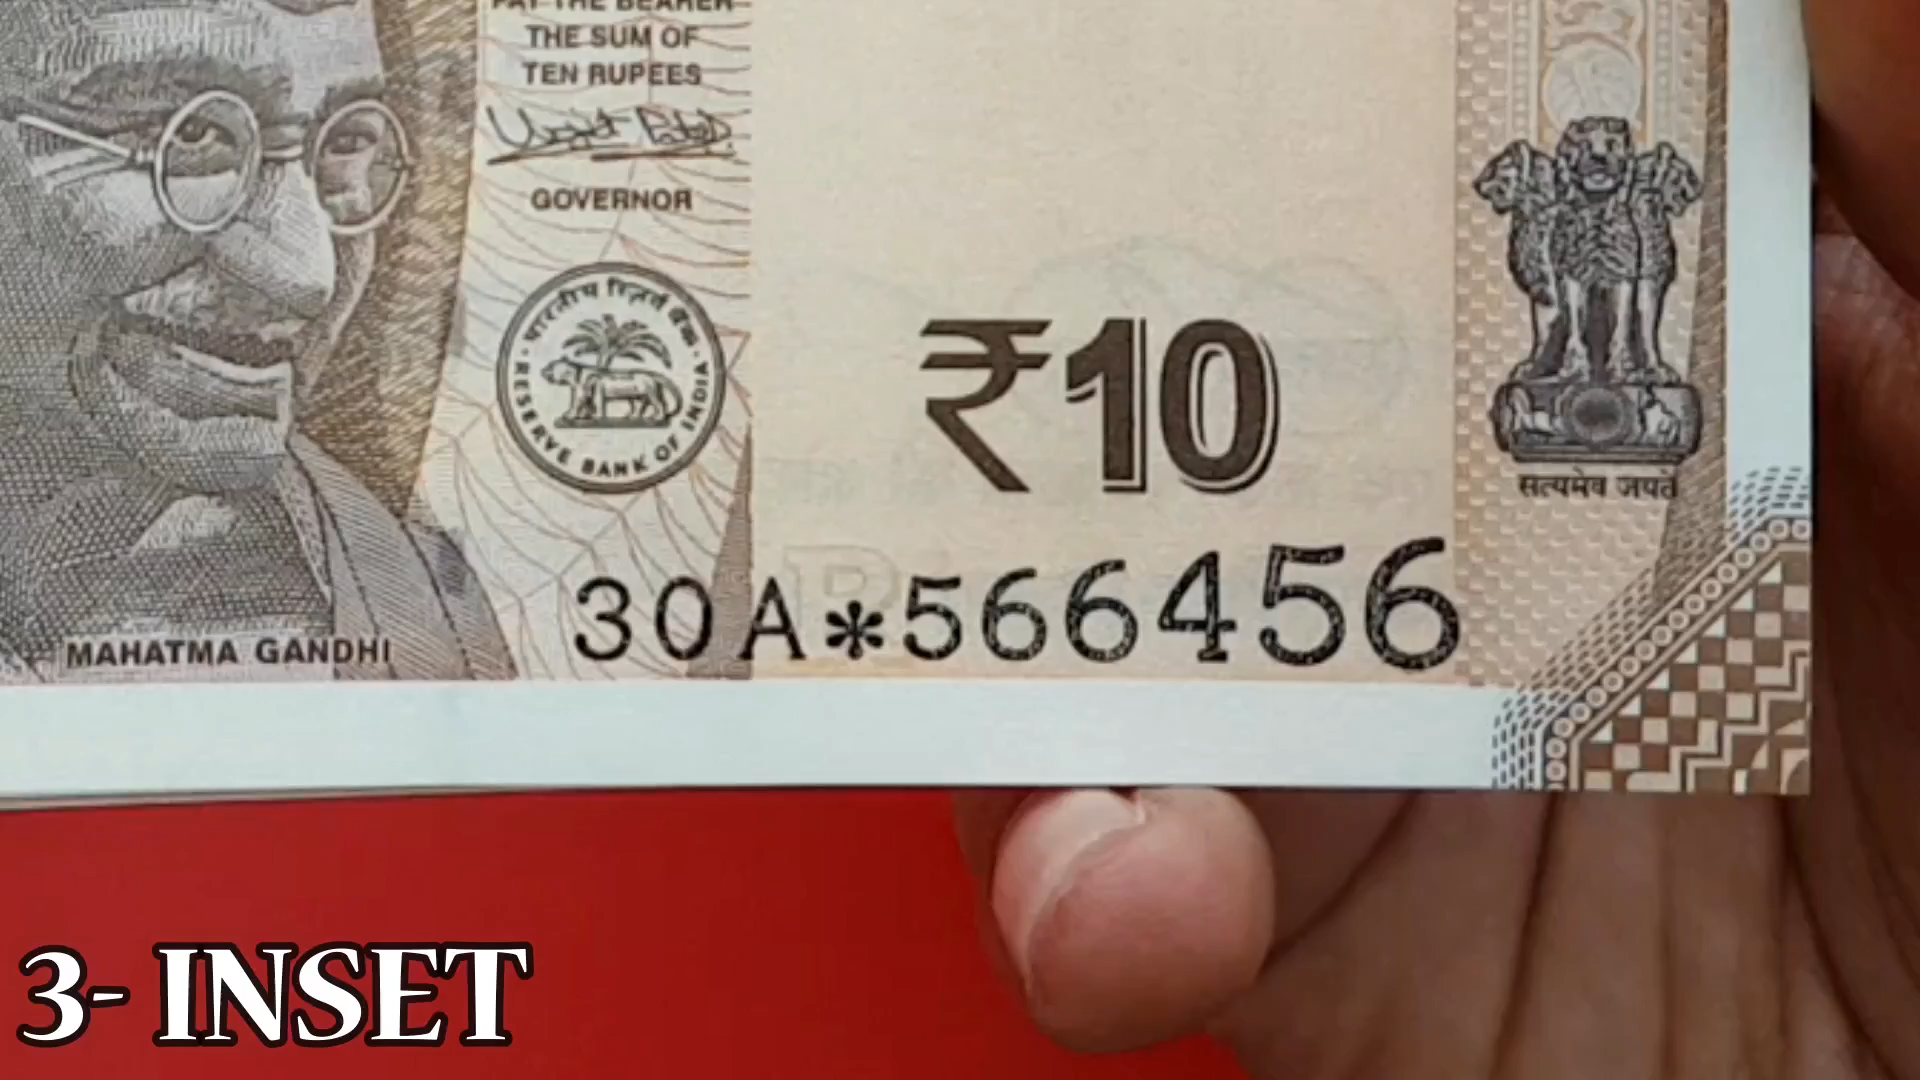 PAY THE BEARER
THE SUM OF
TEN RUPEES
GOVERNOR
भारतीय रिज़र्व बैंक
RESERVE BANK OF INDIA
₹10
सत्यमेव जयते
30A*566456
MAHATMA GANDHI
3- INSET